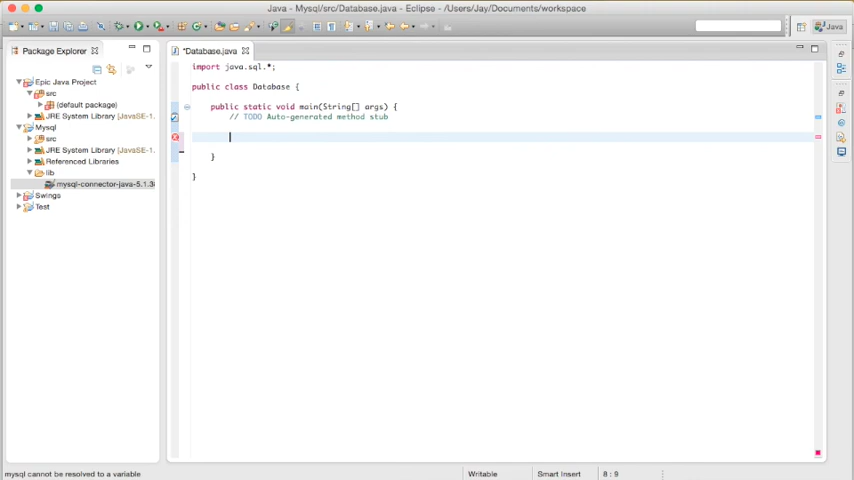 Java - Mysql/src/Database.java - Eclipse - /Users/Jay/Documents/workspace
Java
Package Explorer
*Database.java
Epic Java Project
src
(default package)
JRE System Library [JavaSE-1.
Mysql
src
JRE System Library [JavaSE-1.
Referenced Libraries
lib
mysql-connector-java-5.1.3
Swings
Test
import java.sql.*;
public class Database {
public static void main(String[] args) {
// TODO Auto-generated method stub
}
}
mysql cannot be resolved to a variable
Writable
Smart Insert
8 : 9